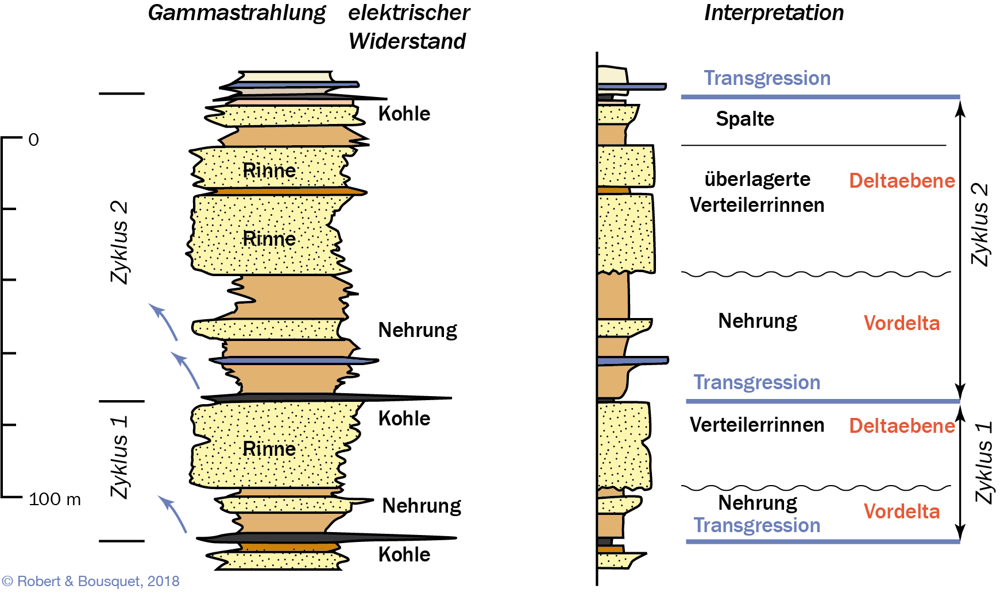 Gammastrahlung
elektrischer
Widerstand
Interpretation
Transgression
Kohle
Spalte
0
Rinne
überlagerte
Verteilerrinnen
Deltaebene
Zyklus 2
Zyklus 2
Rinne
Nehrung
Nehrung
Vordelta
Transgression
Kohle
Verteilerrinnen
Deltaebene
Rinne
Zyklus 1
Zyklus 1
100 m
Nehrung
Nehrung
Vordelta
Transgression
Kohle
© Robert & Bousquet, 2018